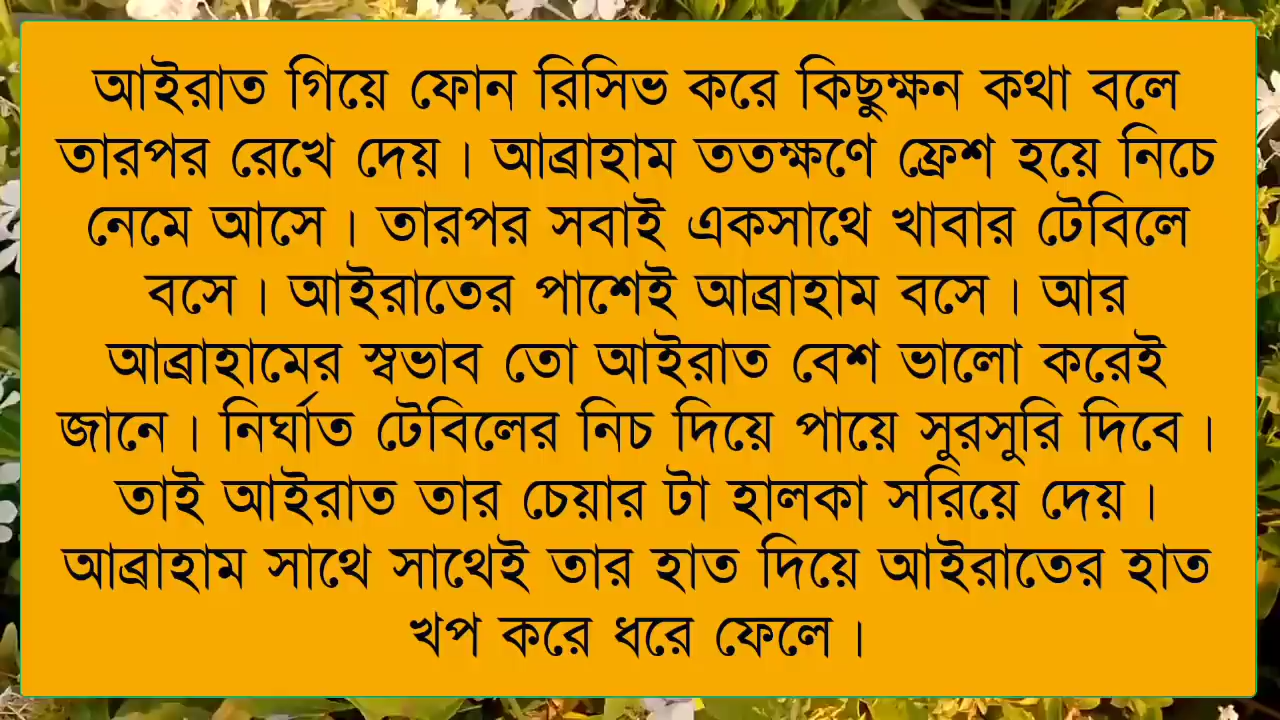 আইরাত গিয়ে ফোন রিসিভ করে কিছুক্ষন কথা বলে
তারপর রেখে দেয়। আব্রাহাম ততক্ষণে ফ্রেশ হয়ে নিচে
নেমে আসে। তারপর সবাই একসাথে খাবার টেবিলে
বসে। আইরাতের পাশেই আব্রাহাম বসে। আর
আব্রাহামের স্বভাব তো আইরাত বেশ ভালো করেই
জানে। নির্ঘাত টেবিলের নিচ দিয়ে পায়ে সুরসুরি দিবে।
তাই আইরাত তার চেয়ার টা হালকা সরিয়ে দেয়।
আব্রাহাম সাথে সাথেই তার হাত দিয়ে আইরাতের হাত
খপ করে ধরে ফেলে।